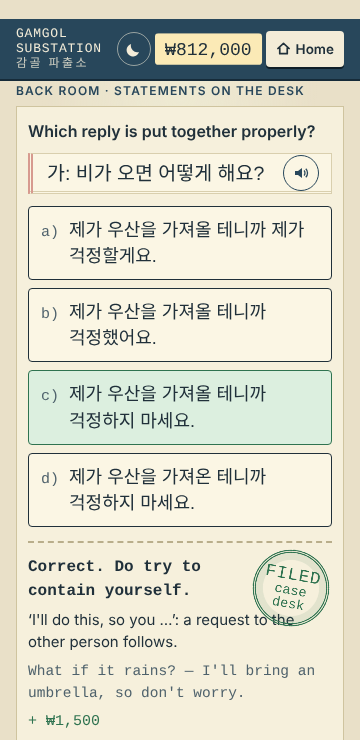 GAMGOL
SUBSTATION
감골 파출소
₩812,000
Home
BACK ROOM · STATEMENTS ON THE DESK
Which reply is put together properly?
가: 비가 오면 어떻게 해요?
a) 제가 우산을 가져올 테니까 제가
걱정할게요.
b) 제가 우산을 가져올 테니까
걱정했어요.
c) 제가 우산을 가져올 테니까
걱정하지 마세요.
d) 제가 우산을 가져온 테니까
걱정하지 마세요.
Correct. Do try to
contain yourself.
FILED
case
desk
‘I'll do this, so you …’: a request to the
other person follows.
What if it rains? — I'll bring an
umbrella, so don't worry.
+ ₩1,500